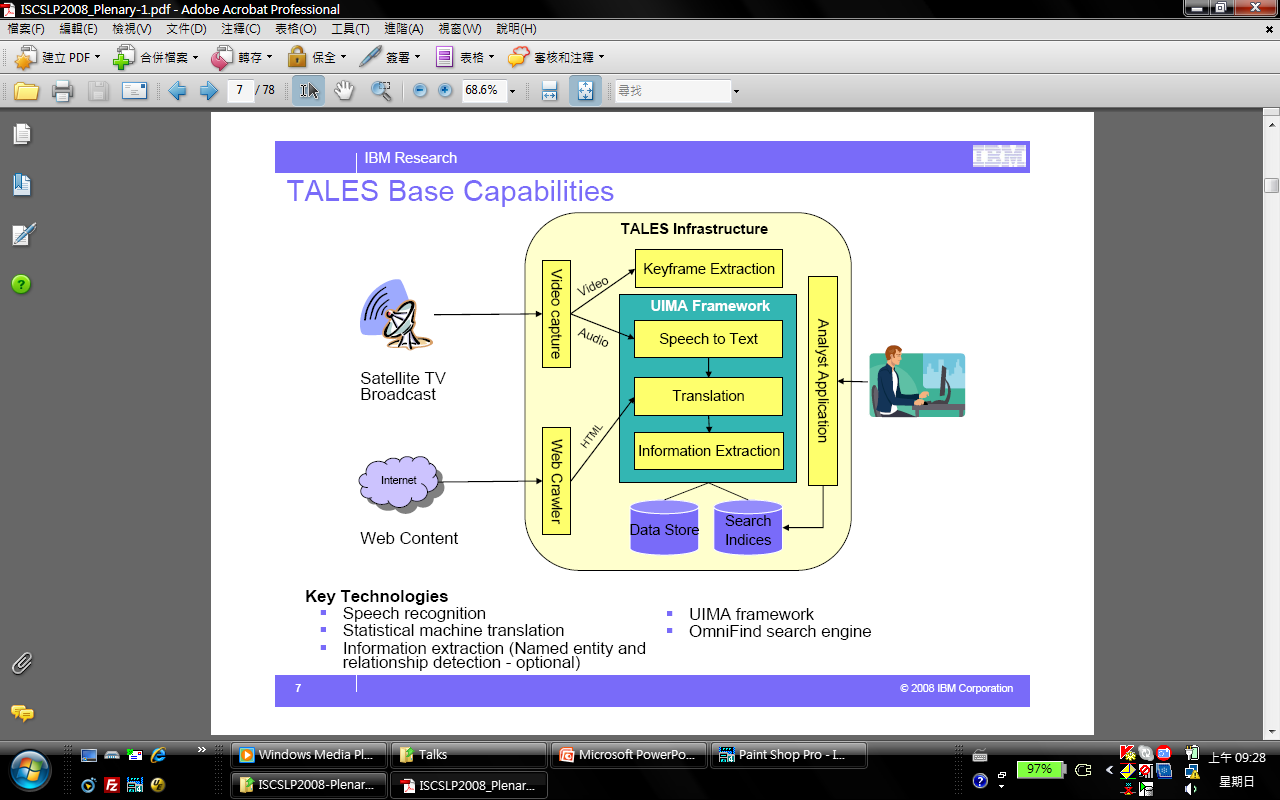 ISCSLP2008_Plenary-1.pdf - Adobe Acrobat Professional
檔案(F) 編輯(E) 檢視(V) 文件(D) 注釋(C) 表格(O) 工具(T) 進階(A) 視窗(W) 說明(H)
建立 PDF 合併檔案 轉存 保全 簽署 表格 審核和注釋
7 / 78 68.6% 尋找
IBM Research
IBM
TALES Base Capabilities
TALES Infrastructure
Satellite TV
Broadcast
Internet
Web Content
Video capture
Web Crawler
Video
Audio
HTML
Keyframe Extraction
UIMA Framework
Speech to Text
Translation
Information Extraction
Data Store
Search
Indices
Analyst Application
Key Technologies
Speech recognition
Statistical machine translation
Information extraction (Named entity and
relationship detection - optional)
UIMA framework
OmniFind search engine
7
© 2008 IBM Corporation
Windows Media Pl... Talks Microsoft PowerPo... Paint Shop Pro - I...
ISCSLP2008-Plenar... ISCSLP2008_Plenar...
97%
上午 09:28
星期日